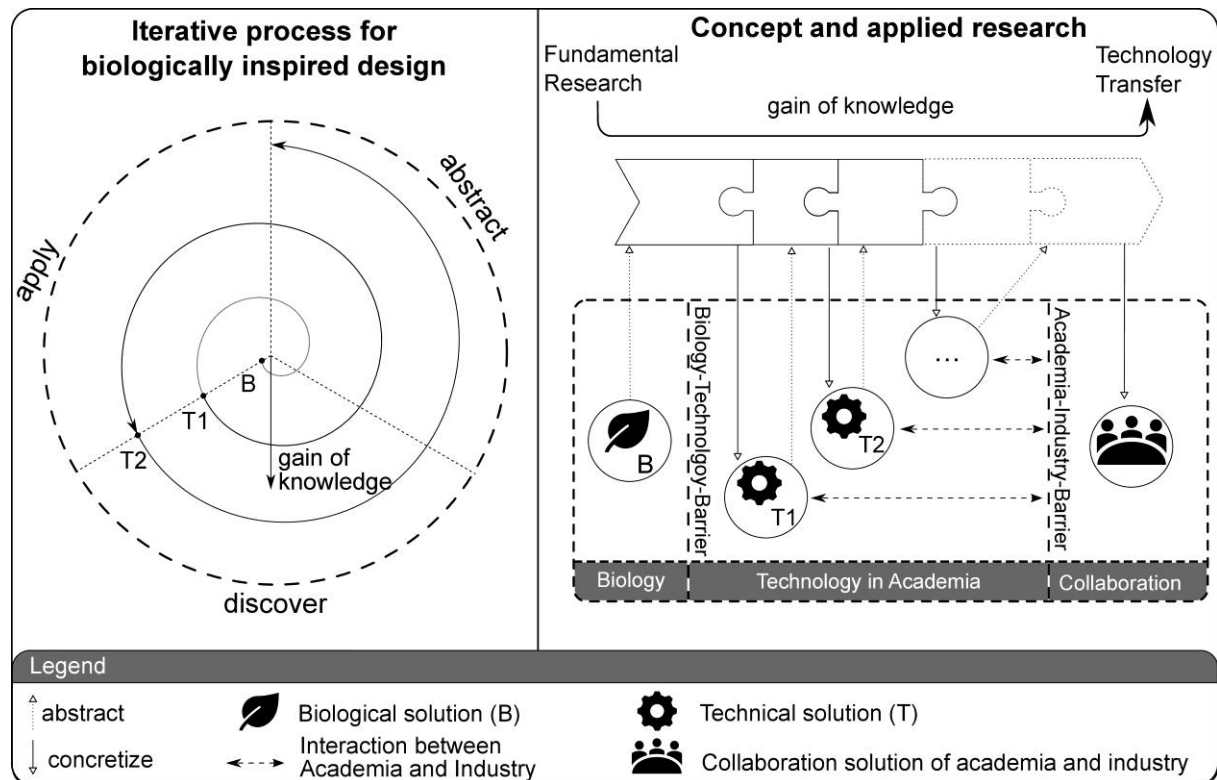 Iterative process for
biologically inspired design
abstract
apply
B
T1
T2
gain of
knowledge
discover
Concept and applied research
Fundamental
Research
Technology
Transfer
gain of knowledge
Biology-Technolgoy-Barrier
Academia-Industry-Barrier
...
B
T2
T1
Biology
Technology in Academia
Collaboration
Legend
abstract
concretize
Biological solution (B)
Interaction between
Academia and Industry
Technical solution (T)
Collaboration solution of academia and industry